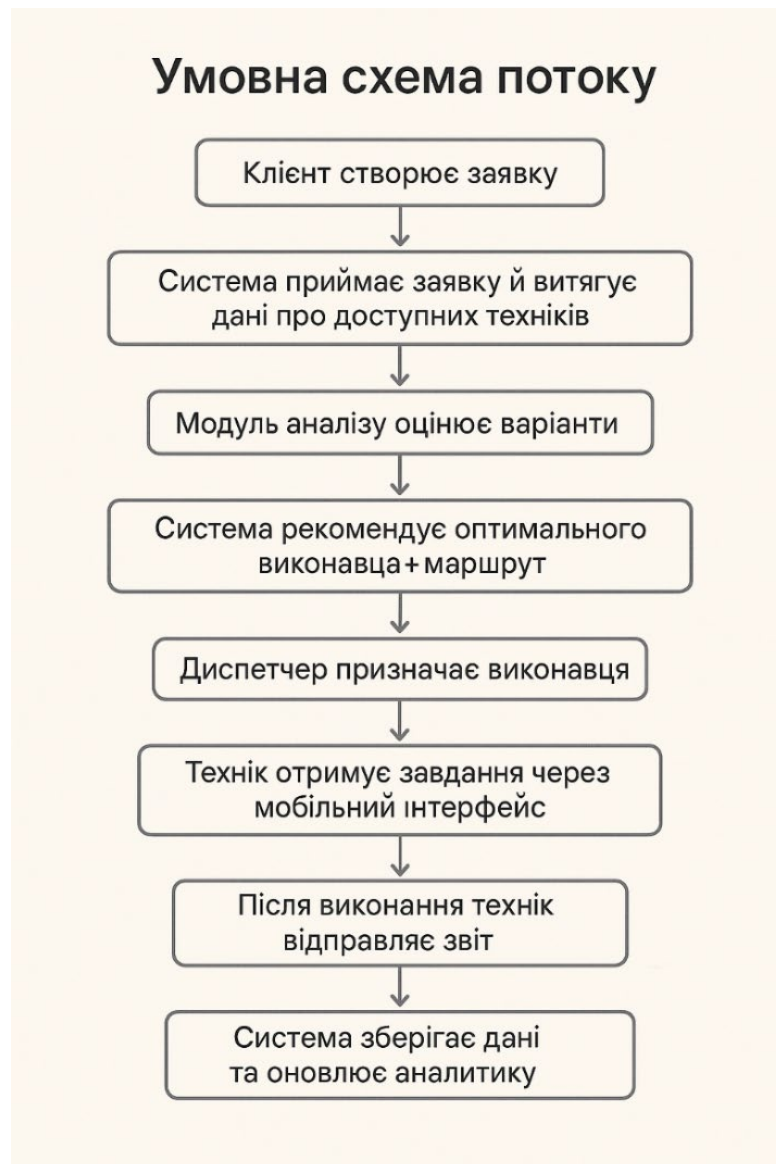 Умовна схема потоку
Клієнт створює заявку
Система приймає заявку й витягує
дані про доступних техніків
Модуль аналізу оцінює варіанти
Система рекомендує оптимального
виконавца+маршрут
Диспетчер призначає виконавця
Технік отримує завдання через
мобільний інтерфейс
Після виконання технік
відправляє звіт
Система зберігає дані
та оновлює аналитику